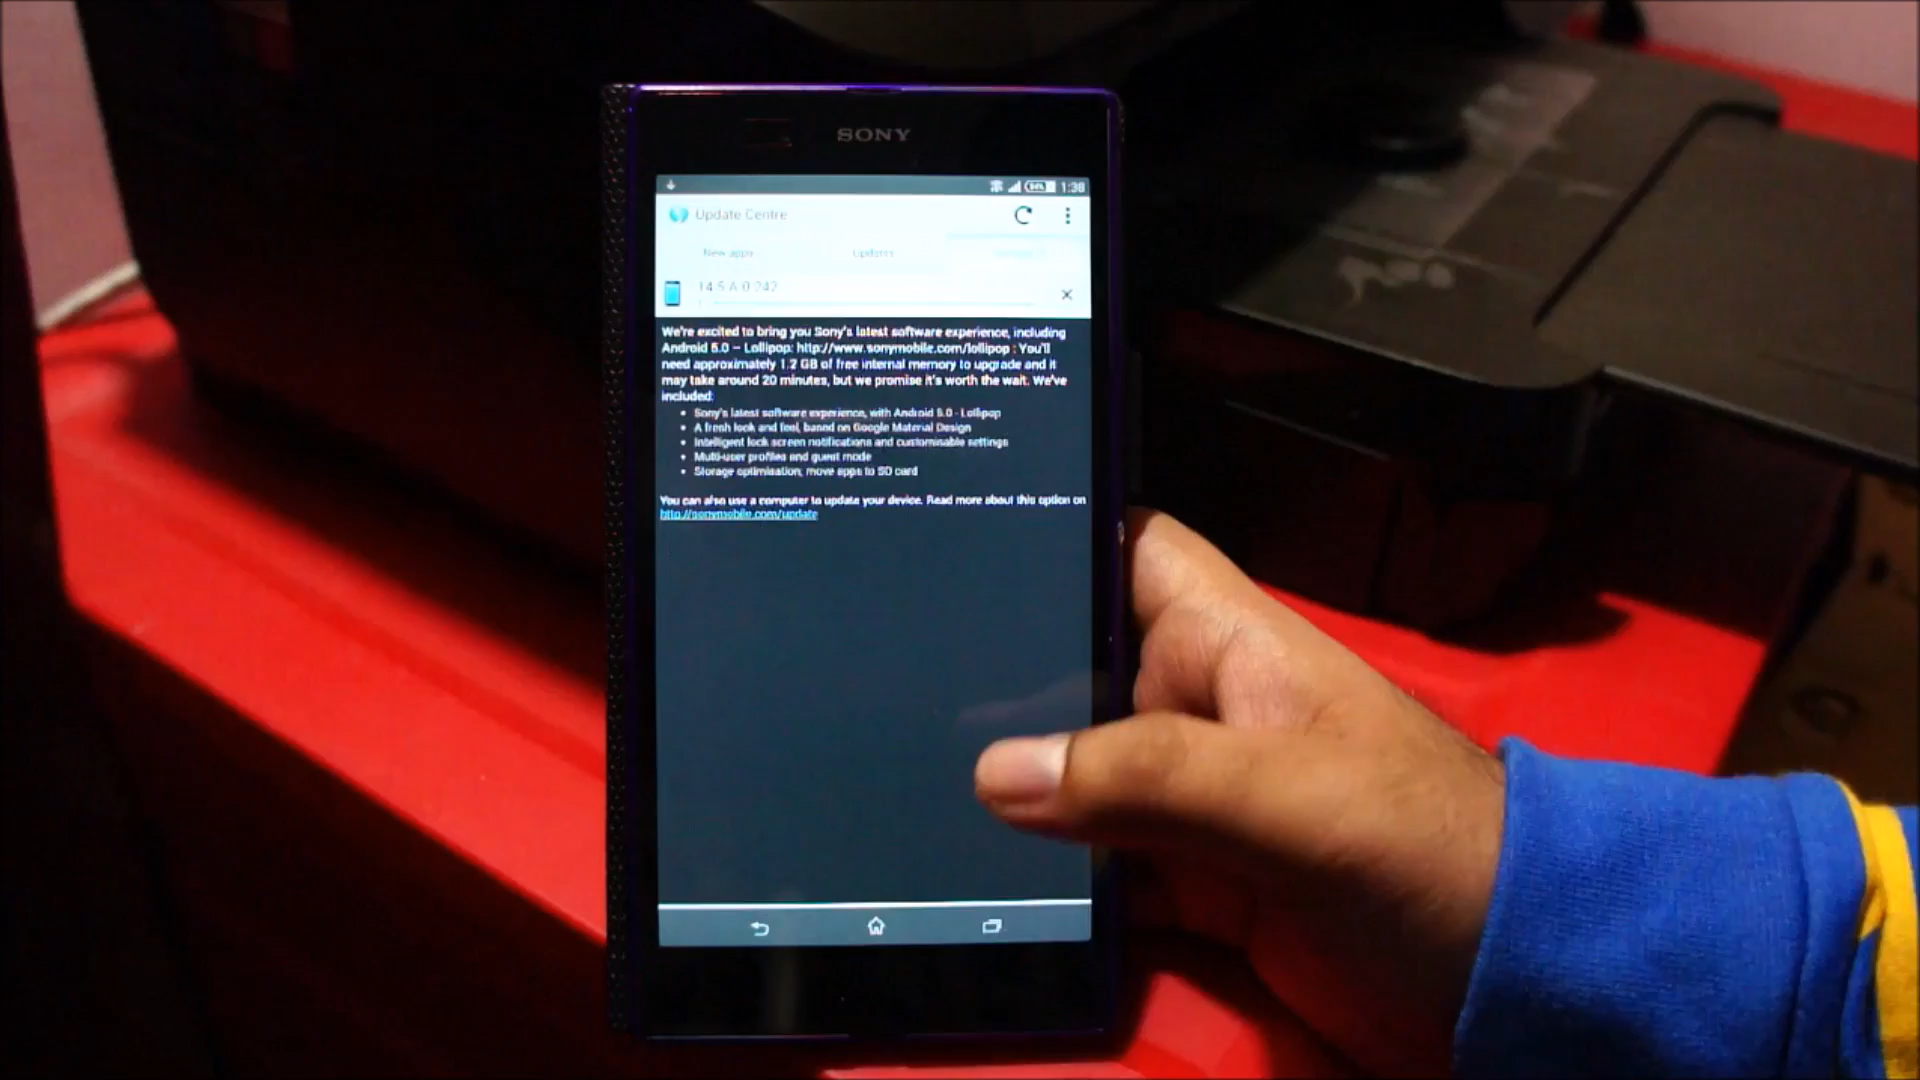 SONY
1:38
Update Centre
New apps
Updates
14.5.A.0.242
We're excited to bring you Sony's latest software experience, including
Android 5.0 – Lollipop: http://www.sonymobile.com/lollipop : You'll
need approximately 1.2 GB of free internal memory to upgrade and it
may take around 20 minutes, but we promise it's worth the wait. We've
included:
• Sony's latest software experience, with Android 5.0 - Lollipop
• A fresh look and feel, based on Google Material Design
• Intelligent lock screen notifications and customisable settings
• Multi-user profiles and guest mode
• Storage optimisation; move apps to SD card
You can also use a computer to update your device. Read more about this option on
http://sonymobile.com/update